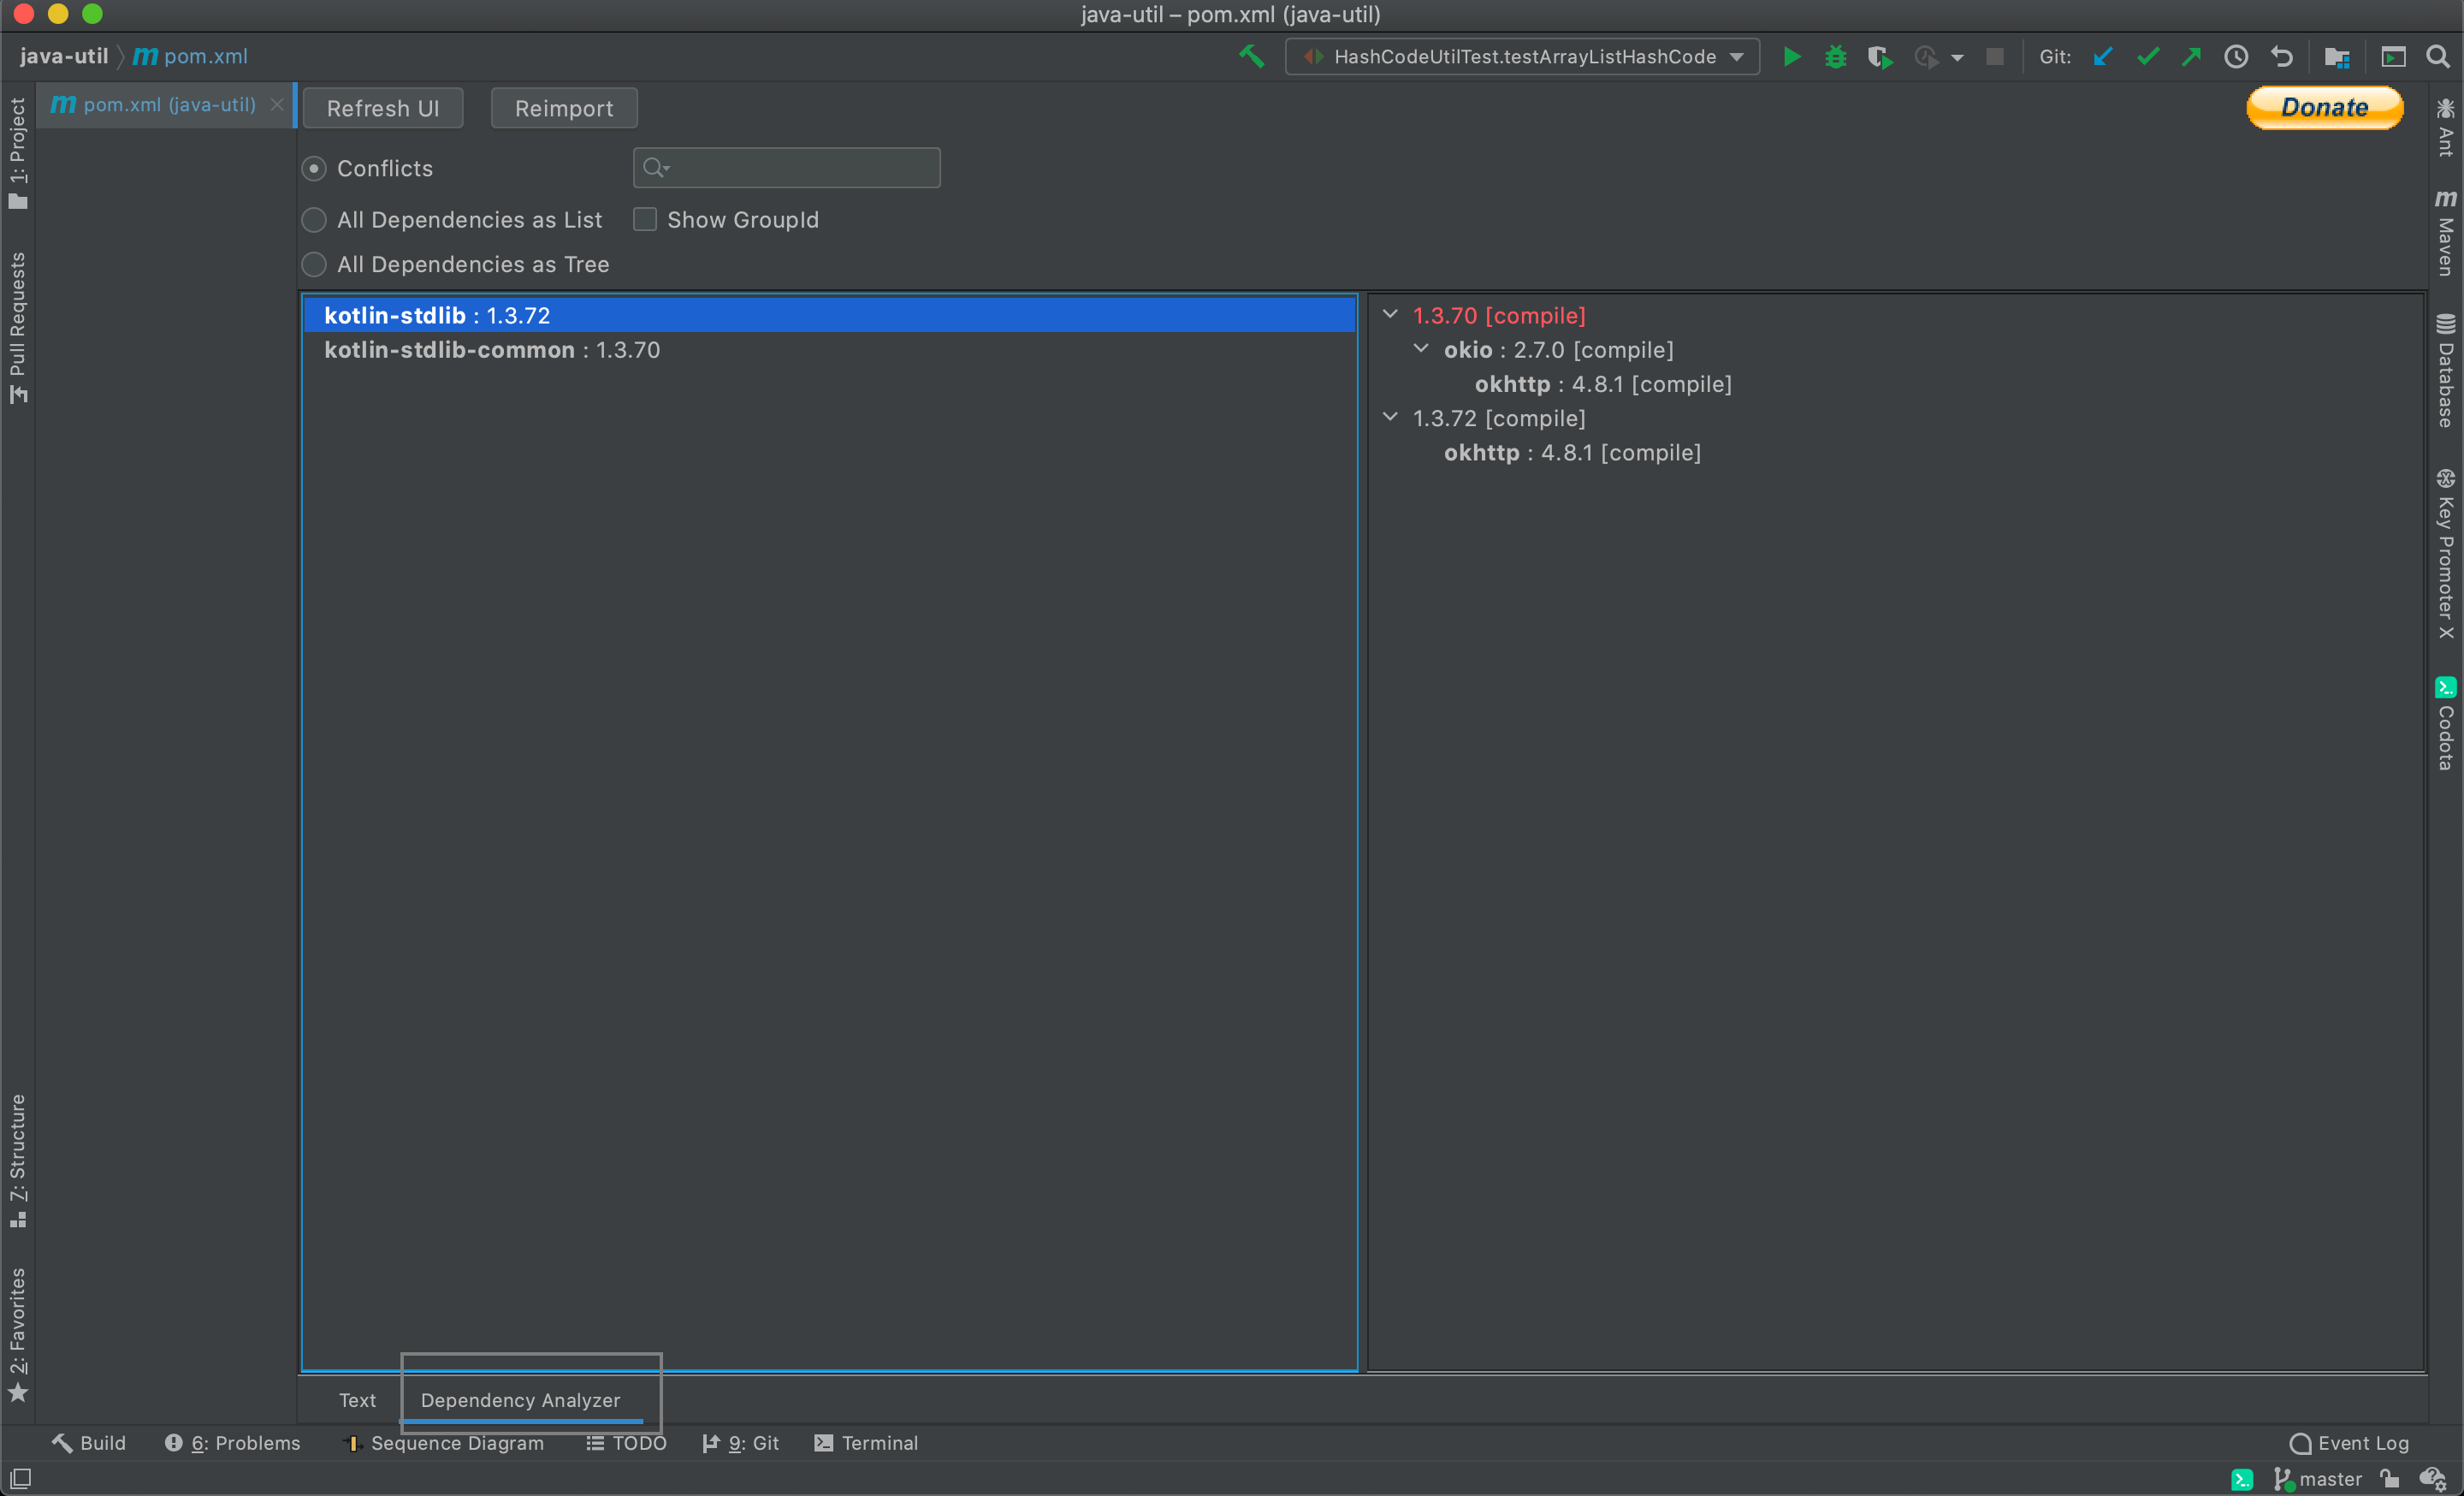 java-util – pom.xml (java-util)
java-util m pom.xml
HashCodeUtilTest.testArrayListHashCode
Git:
m pom.xml (java-util)
Refresh UI
Reimport
Donate
Conflicts
All Dependencies as List
Show GroupId
All Dependencies as Tree
kotlin-stdlib : 1.3.72
kotlin-stdlib-common : 1.3.70
1.3.70 [compile]
okio : 2.7.0 [compile]
okhttp : 4.8.1 [compile]
1.3.72 [compile]
okhttp : 4.8.1 [compile]
1: Project
Pull Requests
7: Structure
2: Favorites
Ant
m Maven
Database
Key Promoter X
Codota
Text
Dependency Analyzer
Build
6: Problems
Sequence Diagram
TODO
9: Git
Terminal
Event Log
master